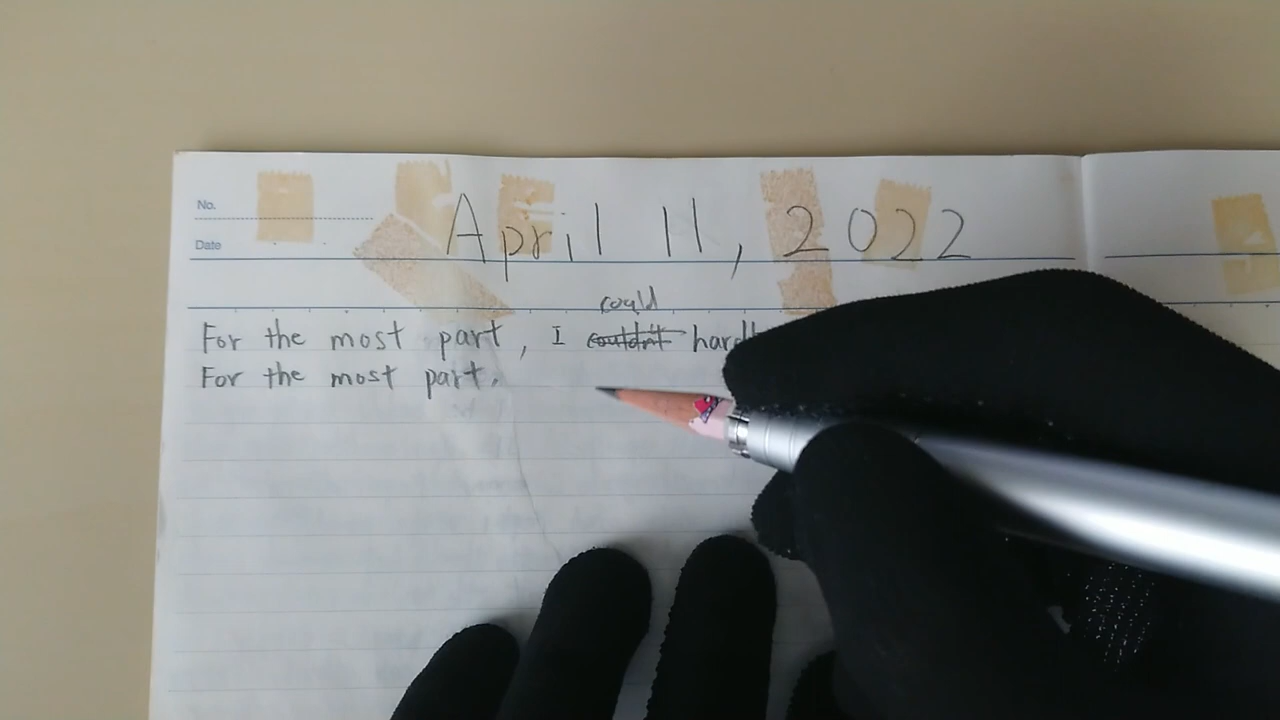 No.
April 11, 2022
Date
could
For the most part, I couldn't
For the most part.